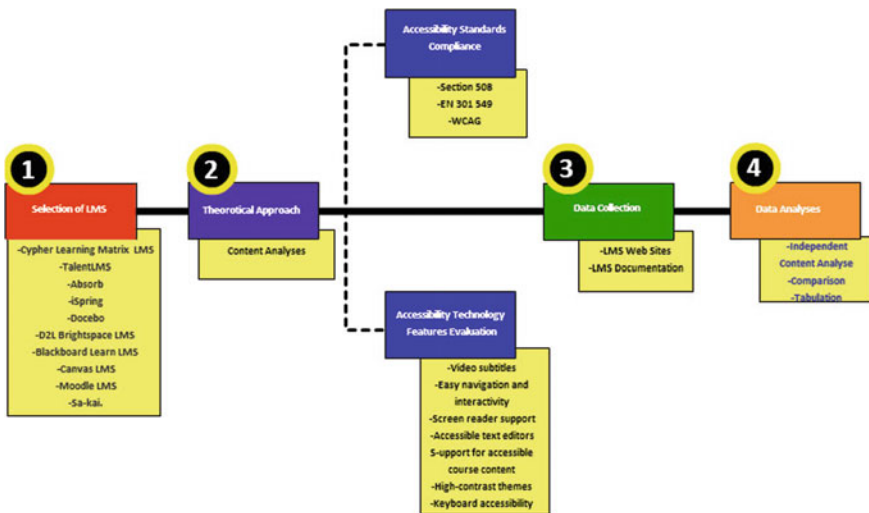 1
Selection of LMS
-Cypher Learning Matrix LMS
-TalentLMS
-Absorb
-iSpring
-Docebo
-D2L Brightspace LMS
-Blackboard Learn LMS
-Canvas LMS
-Moodle LMS
-Sa-kai.
2
Theorotical Approach
Content Analyses
Accessibility Standards
Compliance
-Section 508
-EN 301 549
-WCAG
Accessibility Technology
Features Evaluation
-Video subtitles
-Easy navigation and
interactivity
-Screen reader support
-Accessible text editors
S-upport for accessible
course content
-High-contrast themes
-Keyboard accessibility
3
Data Collection
-LMS Web Sites
-LMS Documentation
4
Data Analyses
-Independent
Content Analyse
-Comparison
-Tabulation